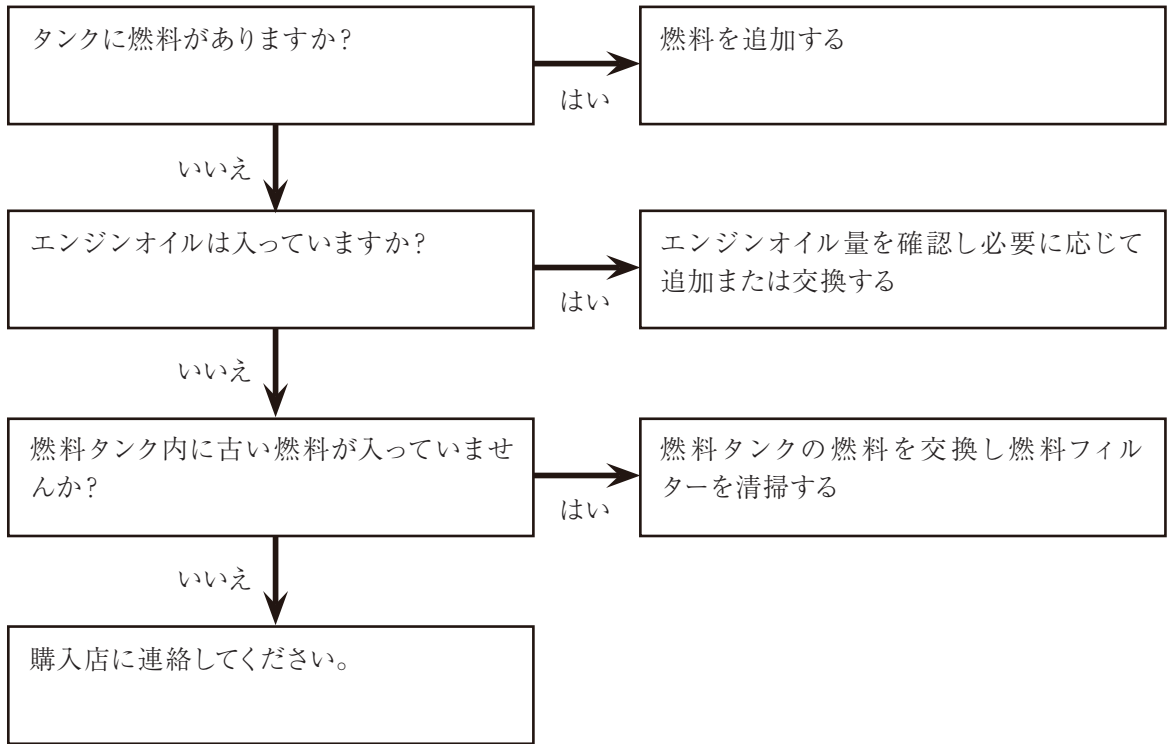 タンクに燃料がありますか?
燃料を追加する
はい
いいえ
エンジンオイルは入っていますか?
エンジンオイル量を確認し必要に応じて
追加または交換する
はい
いいえ
燃料タンク内に古い燃料が入っていませ
んか?
燃料タンクの燃料を交換し燃料フィル
ターを清掃する
はい
いいえ
購入店に連絡してください。